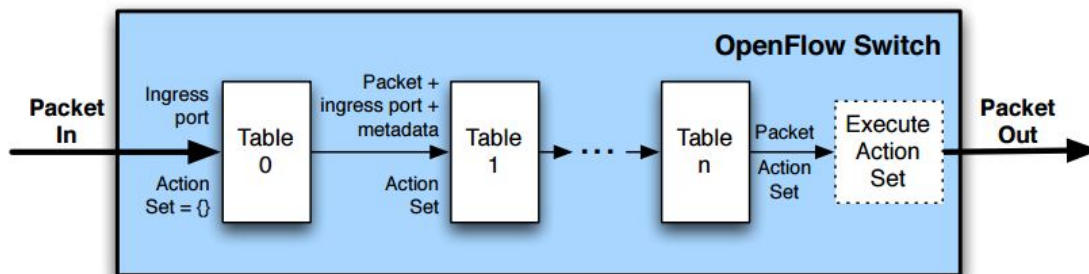 OpenFlow Switch
Packet
In
Ingress
port
Action
Set = {}
Table
0
Packet +
ingress port +
metadata
Action
Set
Table
1
...
Table
n
Packet
Action
Set
Execute
Action
Set
Packet
Out